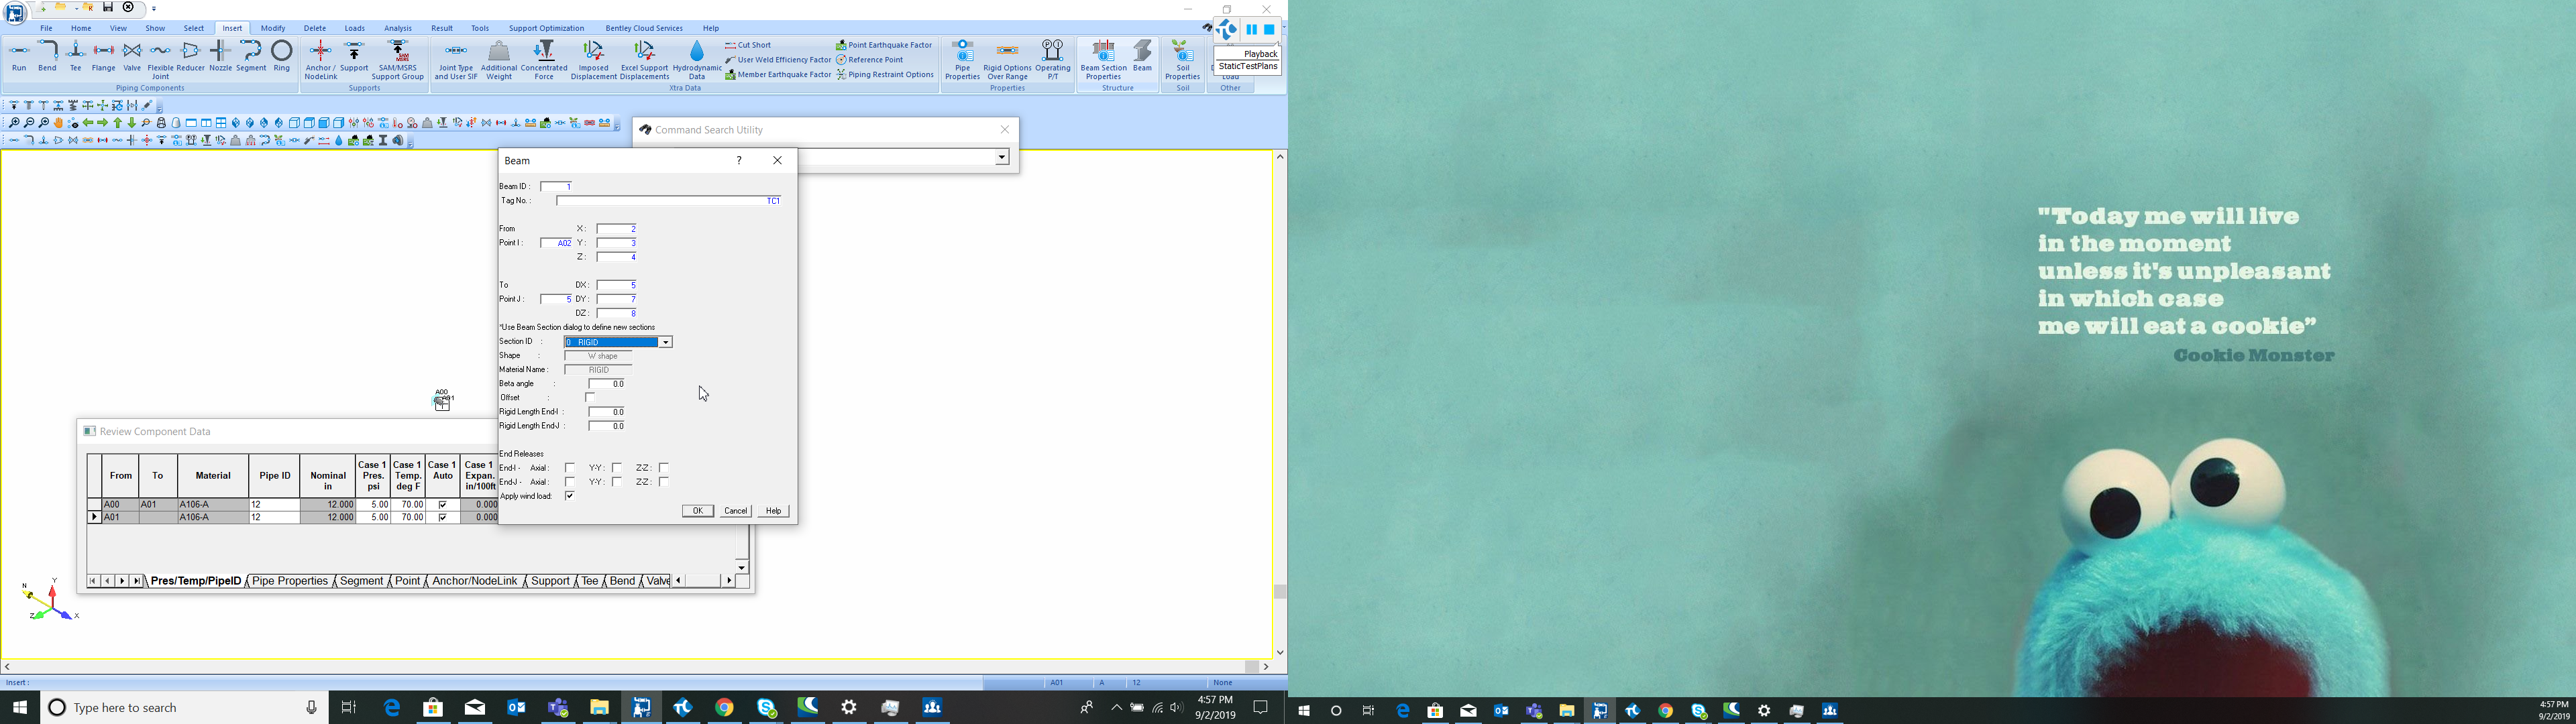 File Home View Show Select Insert Modify Delete Loads Analysis Result Tools Support Optimization Bentley Cloud Services Help
Playback
StaticTestPlans
Run Bend Tee Flange Valve Flexible Joint Reducer Nozzle Segment Ring
Piping Components
Anchor / NodeLink Support SAM/MSRS Support Group
Supports
Joint Type and User SIF Additional Weight Concentrated Force Imposed Displacement Excel Support Displacements Hydrodynamic Data
Cut Short
User Weld Efficiency Factor
Member Earthquake Factor
Point Earthquake Factor
Reference Point
Piping Restraint Options
Xtra Data
Pipe Properties Rigid Options Over Range Operating P/T
Properties
Beam Section Properties Beam
Structure
Soil Properties
Soil
Load
Other
Command Search Utility
Beam ?
Beam ID : 1
Tag No. : TC1
From X : 2
Point I : A02 Y : 3
Z : 4
To DX : 5
Point J : 5 DY : 7
DZ : 8
*Use Beam Section dialog to define new sections
Section ID : 0 RIGID
Shape : W shape
Material Name : RIGID
Beta angle : 0.0
Offset :
Rigid Length End-I : 0.0
Rigid Length End-J : 0.0
End Releases
End-I - Axial : Y-Y : Z-Z :
End-J - Axial : Y-Y : Z-Z :
Apply wind load:
OK Cancel Help
A00
Review Component Data
From To Material Pipe ID Nominal in Case 1 Pres. psi Case 1 Temp. deg F Case 1 Auto Case 1 Expan. in/100ft
A00 A01 A106-A 12 12.000 5.00 70.00 0.000
A01 A106-A 12 12.000 5.00 70.00 0.000
Pres/Temp/PipeID Pipe Properties Segment Point Anchor/NodeLink Support Tee Bend Valve
N Y Z X
Insert : A01 A 12 None
Type here to search
4:57 PM
9/2/2019
"Today me will live
in the moment
unless it's unpleasant
in which case
me will eat a cookie”
Cookie Monster
4:57 PM
9/2/2019